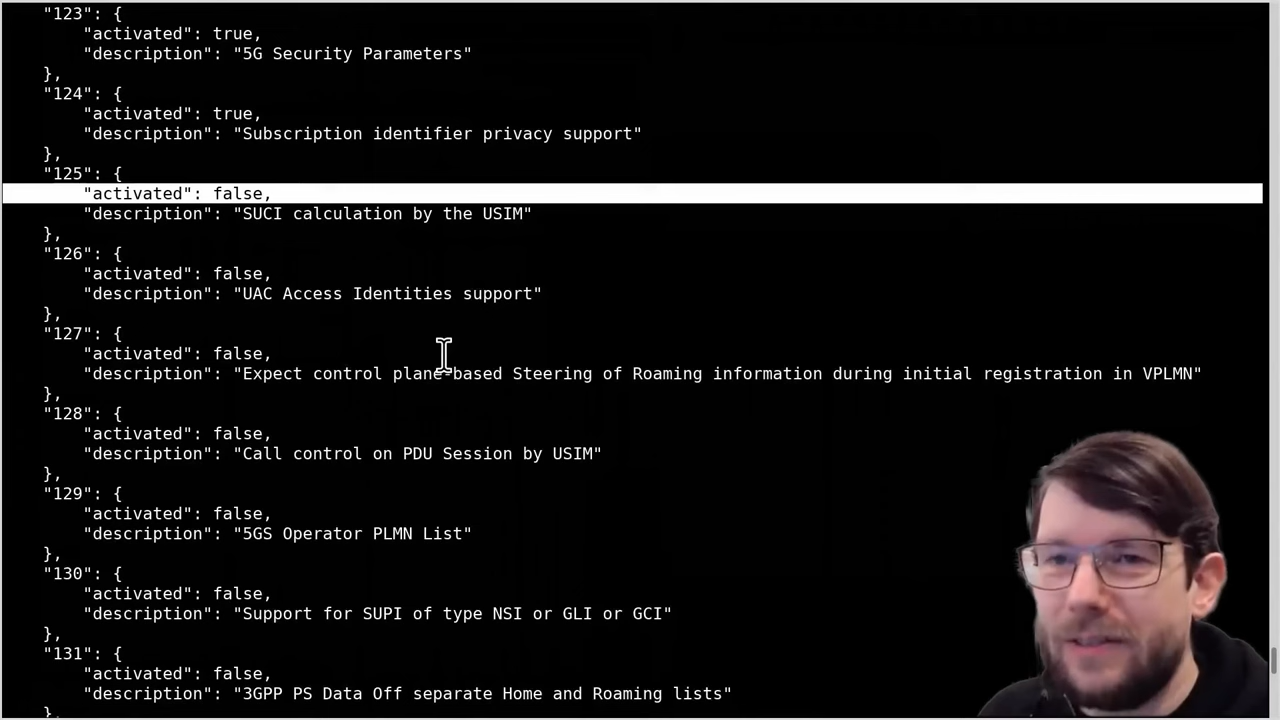 "123": {
"activated": true,
"description": "5G Security Parameters"
},
"124": {
"activated": true,
"description": "Subscription identifier privacy support"
},
"125": {
"activated": false,
"description": "SUCI calculation by the USIM"
},
"126": {
"activated": false,
"description": "UAC Access Identities support"
},
"127": {
"activated": false,
"description": "Expect control plane-based Steering of Roaming information during initial registration in VPLMN"
},
"128": {
"activated": false,
"description": "Call control on PDU Session by USIM"
},
"129": {
"activated": false,
"description": "5GS Operator PLMN List"
},
"130": {
"activated": false,
"description": "Support for SUPI of type NSI or GLI or GCI"
},
"131": {
"activated": false,
"description": "3GPP PS Data Off separate Home and Roaming lists"
},